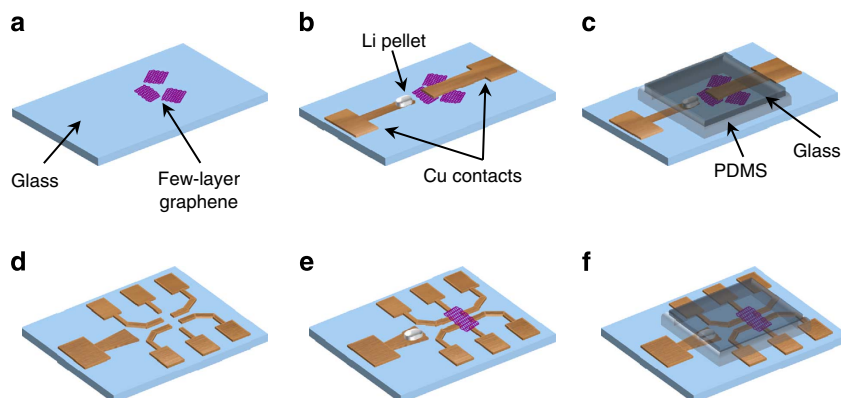 a
b
c
Li pellet
Glass
Few-layer
graphene
Cu contacts
PDMS
Glass
d
e
f